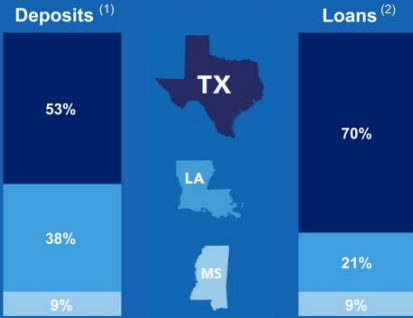 Deposits (1)
Loans (2)
TX
53%
70%
LA
38%
21%
MS
9%
9%